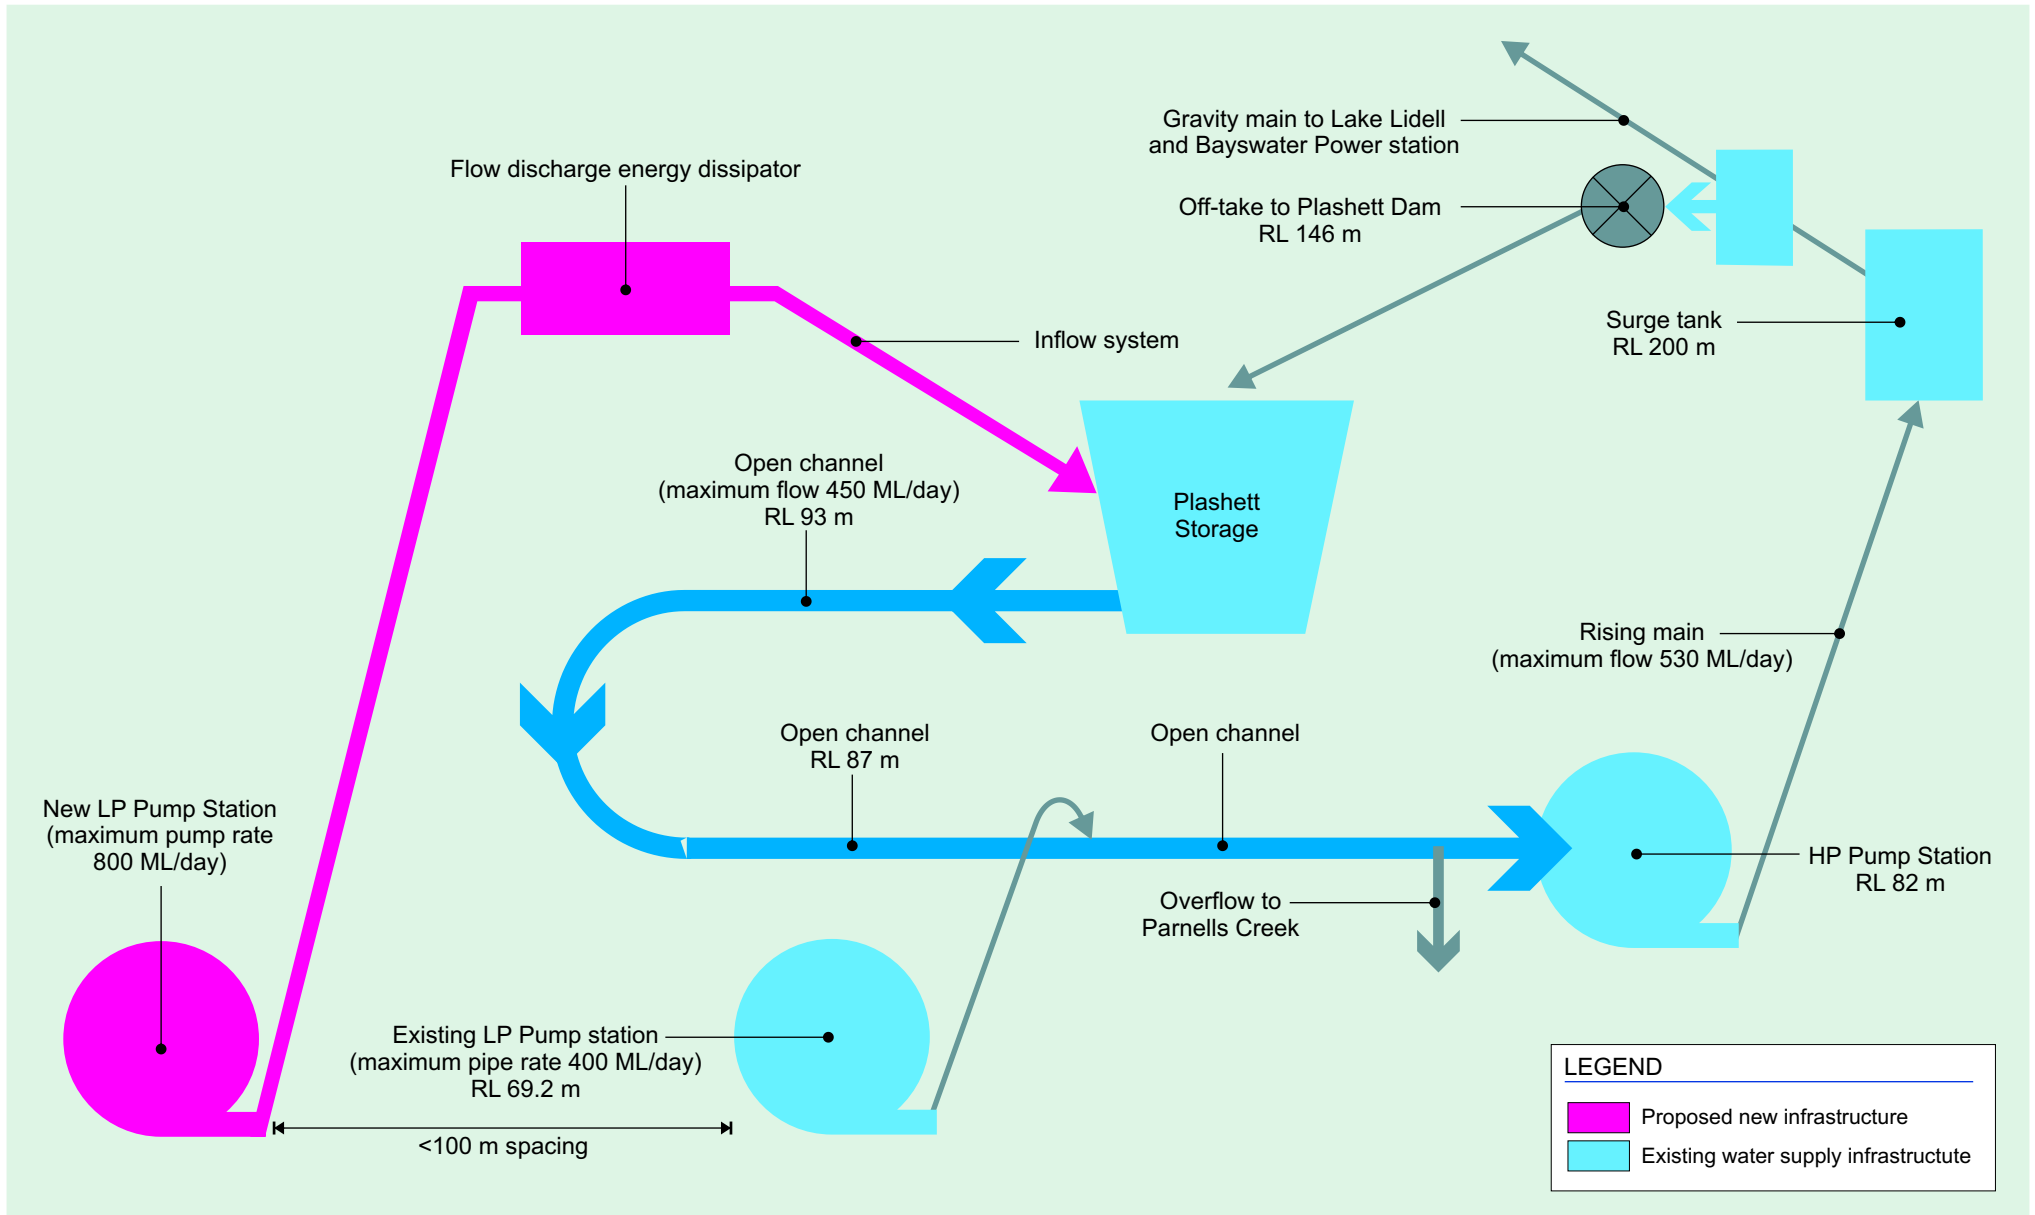 Gravity main to Lake Lidell
and Bayswater Power station
Flow discharge energy dissipator
Off-take to Plashett Dam
RL 146 m
Surge tank
RL 200 m
Inflow system
Open channel
(maximum flow 450 ML/day)
RL 93 m
Plashett
Storage
Rising main
(maximum flow 530 ML/day)
Open channel
RL 87 m
Open channel
New LP Pump Station
(maximum pump rate
800 ML/day)
HP Pump Station
RL 82 m
Overflow to
Parnells Creek
Existing LP Pump station
(maximum pipe rate 400 ML/day)
RL 69.2 m
<100 m spacing
LEGEND
Proposed new infrastructure
Existing water supply infrastructute